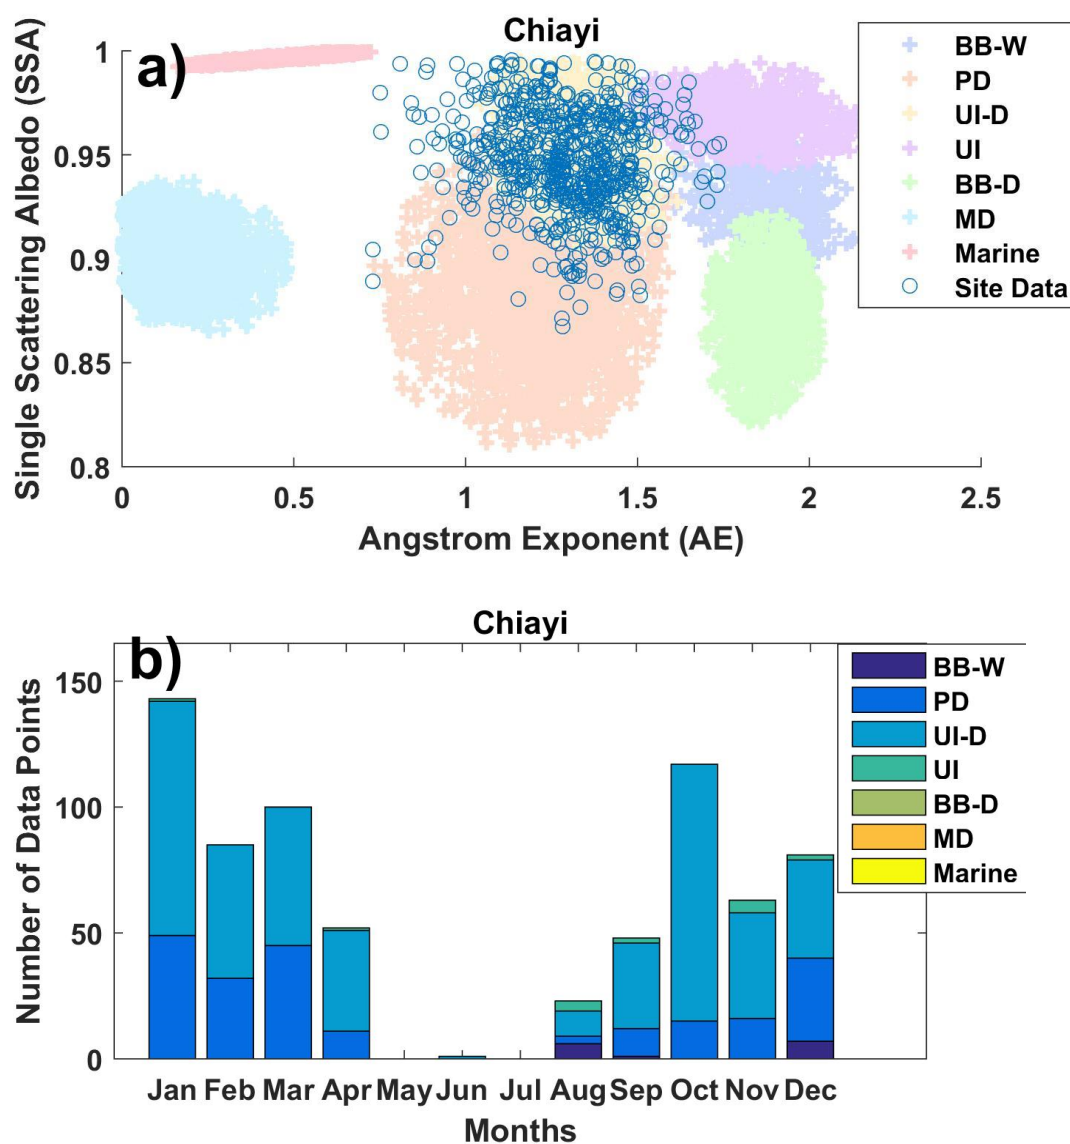 Chiayi
a)
Single Scattering Albedo (SSA)
1
0.95
0.9
0.85
0.8
0
0.5
1
1.5
2
2.5
Angstrom Exponent (AE)
BB-W
PD
UI-D
UI
BB-D
MD
Marine
Site Data
Chiayi
b)
Number of Data Points
150
100
50
0
Jan Feb Mar Apr May Jun Jul Aug Sep Oct Nov Dec
Months
BB-W
PD
UI-D
UI
BB-D
MD
Marine